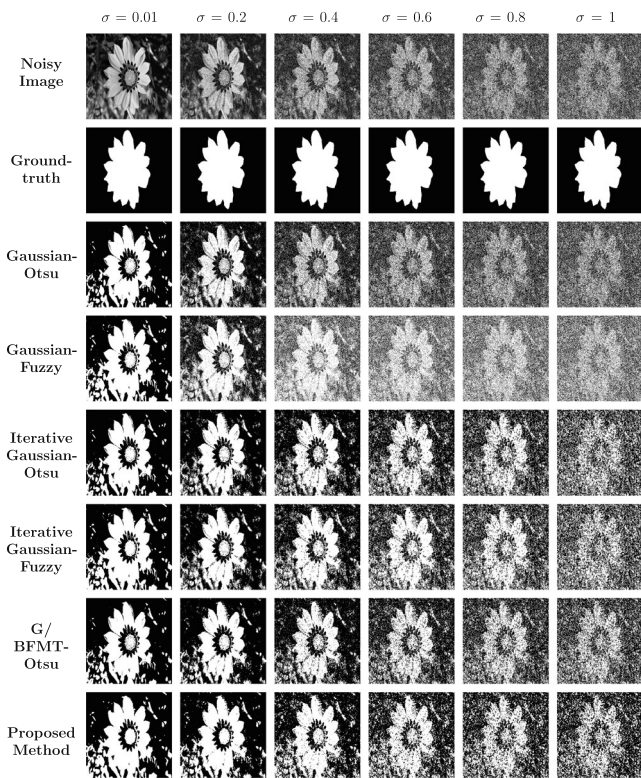 σ = 0.01 σ = 0.2 σ = 0.4 σ = 0.6 σ = 0.8 σ = 1
Noisy
Image
Ground-
truth
Gaussian-
Otsu
Gaussian-
Fuzzy
Iterative
Gaussian-
Otsu
Iterative
Gaussian-
Fuzzy
G/
BFMT-
Otsu
Proposed
Method